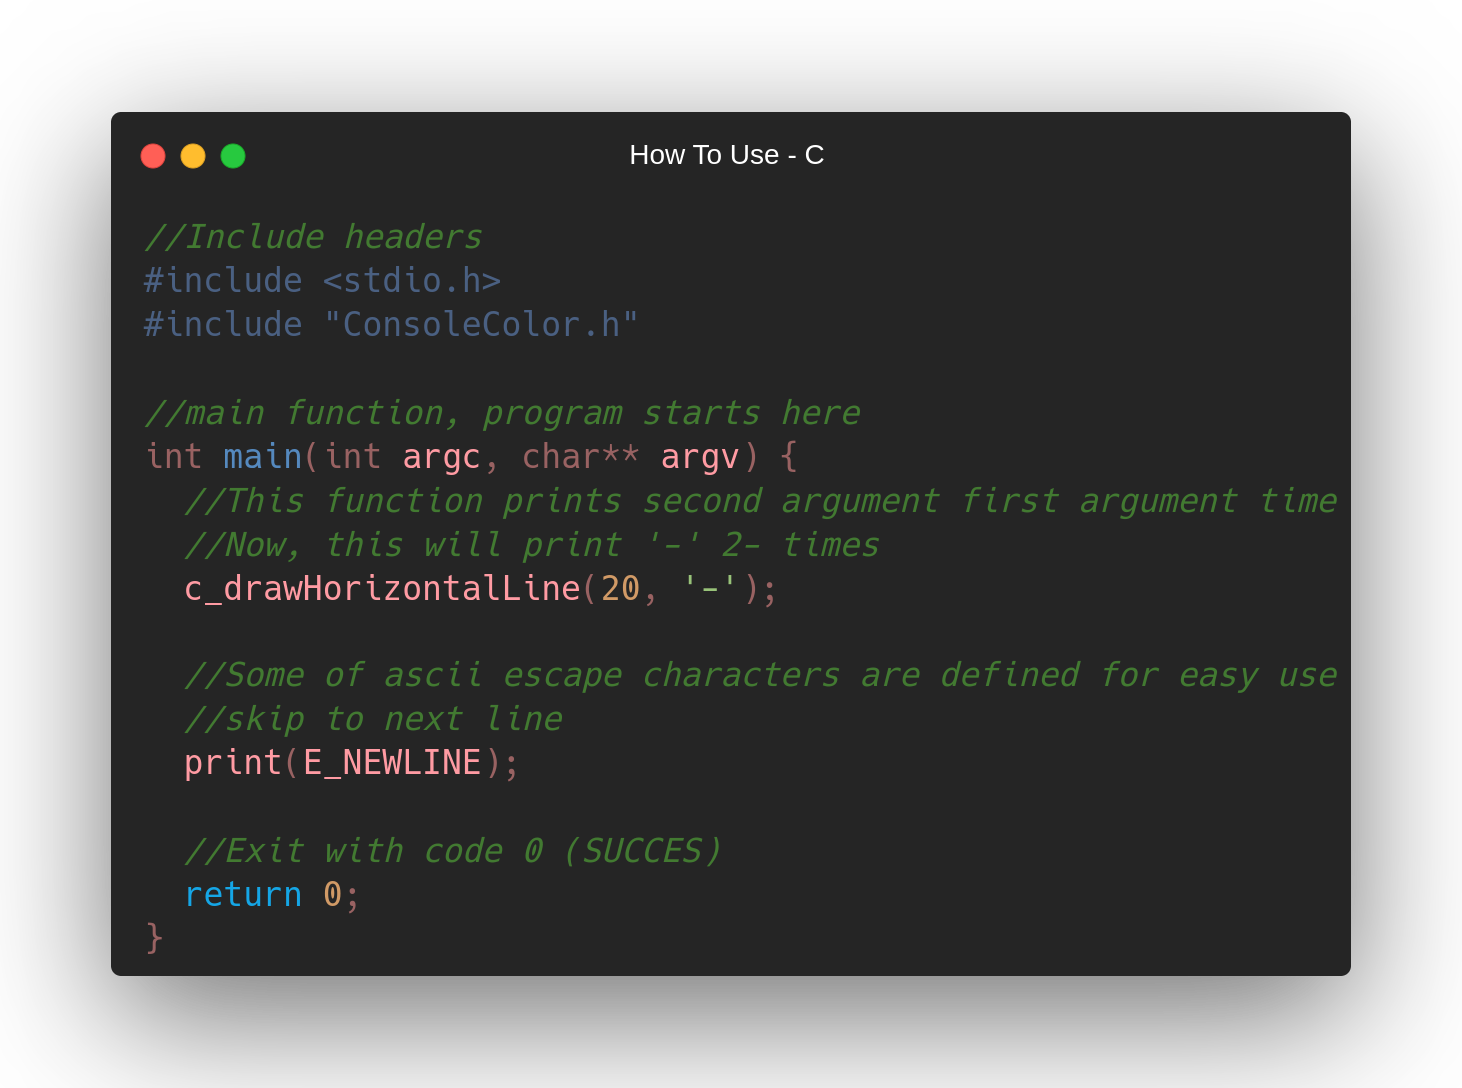 How To Use - C
//Include headers
#include <stdio.h>
#include "ConsoleColor.h"
//main function, program starts here
int main(int argc, char** argv) {
//This function prints second argument first argument time
//Now, this will print '-' 2- times
c_drawHorizontalLine(20, '-');
//Some of ascii escape characters are defined for easy use
//skip to next line
print(E_NEWLINE);
//Exit with code 0 (SUCCES)
return 0;
}